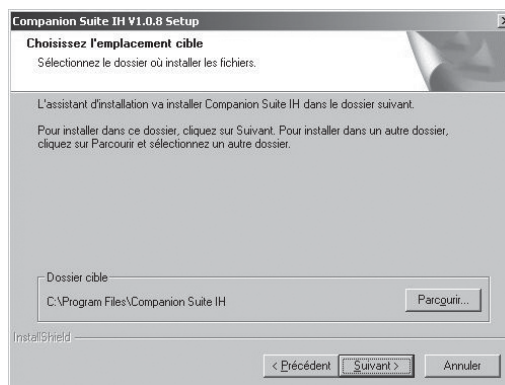 Companion Suite IH V1.0.8 Setup
Choisissez l'emplacement cible
Sélectionnez le dossier où installer les fichiers.
L'assistant d'installation va installer Companion Suite IH dans le dossier suivant.
Pour installer dans ce dossier, cliquez sur Suivant. Pour installer dans un autre dossier,
cliquez sur Parcourir et sélectionnez un autre dossier.
Dossier cible
C:\Program Files\Companion Suite IH
Parcourir...
InstallShield
< Précédent
Suivant >
Annuler